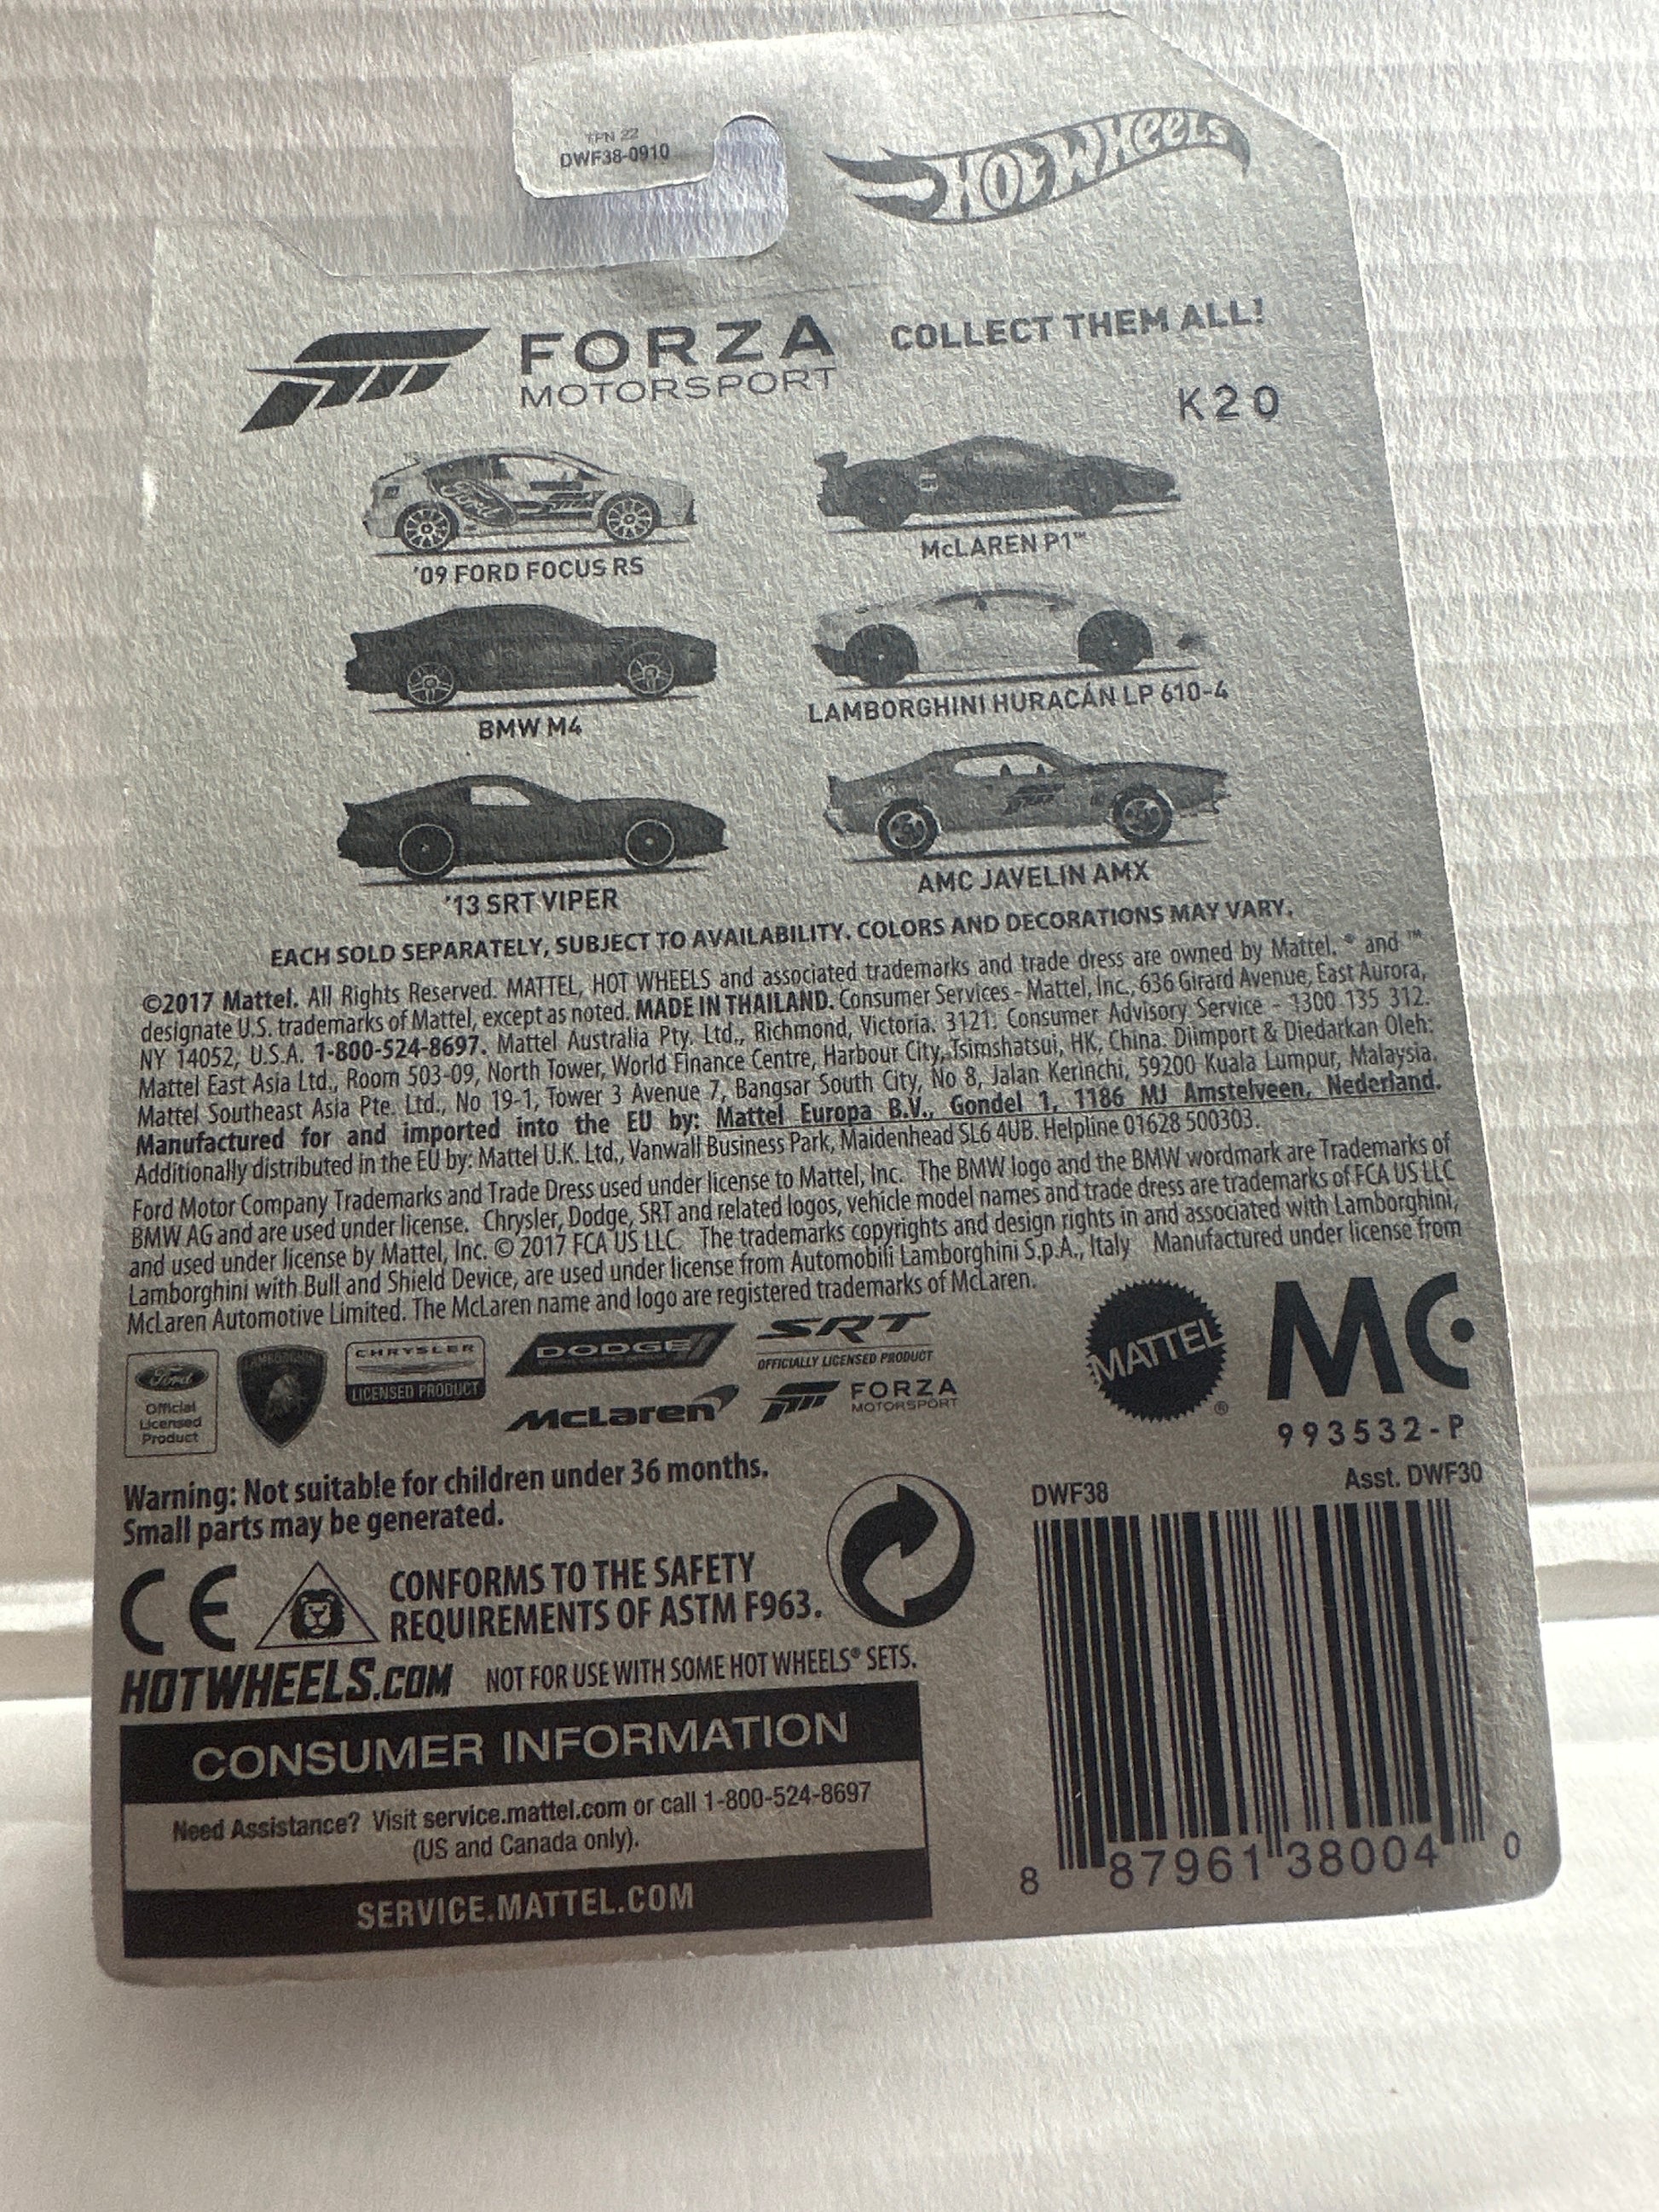 TPN 22
DWF38-0910
HOT WHEELS
FORZA
MOTORSPORT
COLLECT THEM ALL!
K20
Ford
'09 FORD FOCUS RS
McLAREN P1™
BMW M4
LAMBORGHINI HURACÁN LP 610-4
'13 SRT VIPER
AMC JAVELIN AMX
EACH SOLD SEPARATELY, SUBJECT TO AVAILABILITY. COLORS AND DECORATIONS MAY VARY.
©2017 Mattel. All Rights Reserved. MATTEL, HOT WHEELS and associated trademarks and trade dress are owned by Mattel. ® and ™
designate U.S. trademarks of Mattel, except as noted. MADE IN THAILAND. Consumer Services - Mattel, Inc., 636 Girard Avenue, East Aurora,
NY 14052, U.S.A. 1-800-524-8697. Mattel Australia Pty. Ltd., Richmond, Victoria. 3121. Consumer Advisory Service - 1300 135 312.
Mattel East Asia Ltd., Room 503-09, North Tower, World Finance Centre, Harbour City, Tsimshatsui, HK, China. Diimport & Diedarkan Oleh:
Mattel Southeast Asia Pte. Ltd., No 19-1, Tower 3 Avenue 7, Bangsar South City, No 8, Jalan Kerinchi, 59200 Kuala Lumpur, Malaysia.
Manufactured for and imported into the EU by: Mattel Europa B.V., Gondel 1, 1186 MJ Amstelveen, Nederland.
Additionally distributed in the EU by: Mattel U.K. Ltd., Vanwall Business Park, Maidenhead SL6 4UB. Helpline 01628 500303.
Ford Motor Company Trademarks and Trade Dress used under license to Mattel, Inc. The BMW logo and the BMW wordmark are Trademarks of
BMW AG and are used under license. Chrysler, Dodge, SRT and related logos, vehicle model names and trade dress are trademarks of FCA US LLC
and used under license by Mattel, Inc. © 2017 FCA US LLC. The trademarks copyrights and design rights in and associated with Lamborghini,
Lamborghini with Bull and Shield Device, are used under license from Automobili Lamborghini S.p.A., Italy Manufactured under license from
McLaren Automotive Limited. The McLaren name and logo are registered trademarks of McLaren.
Ford
Official
Licensed
Product
LAMBORGHINI
CHRYSLER
LICENSED PRODUCT
DODGE
SRT
OFFICIALLY LICENSED PRODUCT
McLaren
FORZA
MOTORSPORT
MATTEL®
MC
993532-P
Warning: Not suitable for children under 36 months.
Small parts may be generated.
CE
CONFORMS TO THE SAFETY
REQUIREMENTS OF ASTM F963.
HOTWHEELS.COM
NOT FOR USE WITH SOME HOT WHEELS® SETS.
DWF38
Asst. DWF30
8 87961 38004 0
CONSUMER INFORMATION
Need Assistance? Visit service.mattel.com or call 1-800-524-8697
(US and Canada only).
SERVICE.MATTEL.COM